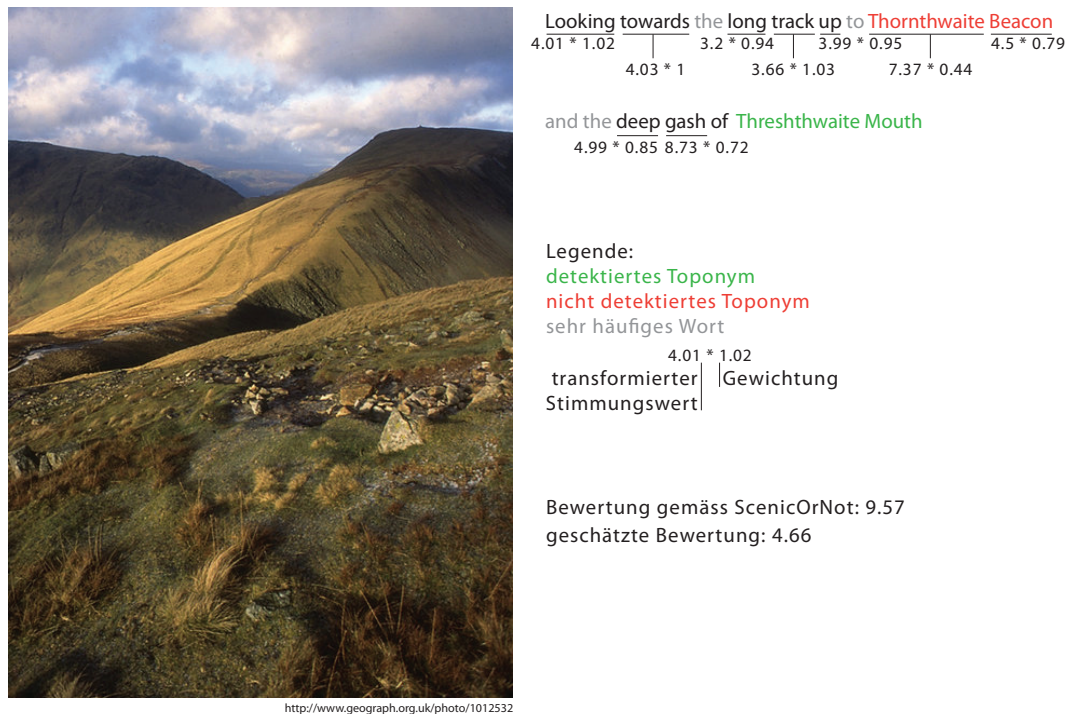 Looking towards the long track up to Thornthwaite Beacon
4.01 * 1.02 3.2 * 0.94 3.99 * 0.95 4.5 * 0.79
4.03 * 1 3.66 * 1.03 7.37 * 0.44
and the deep gash of Threshthwaite Mouth
4.99 * 0.85 8.73 * 0.72
Legende:
detektiertes Toponym
nicht detektiertes Toponym
sehr häufiges Wort
4.01 * 1.02
transformierter Gewichtung
Stimmungswert
Bewertung gemäss ScenicOrNot: 9.57
geschätzte Bewertung: 4.66
http://www.geograph.org.uk/photo/1012532